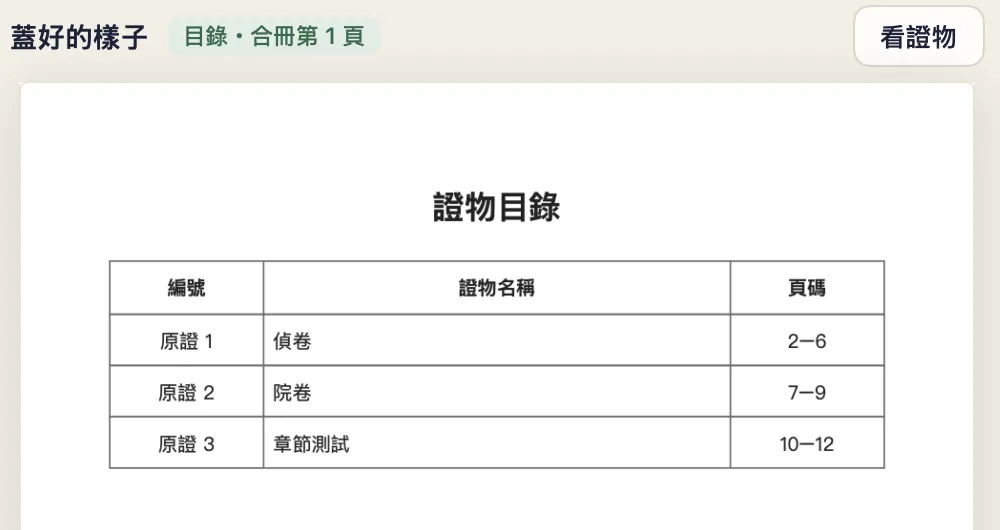 蓋好的樣子 目錄・合冊第 1 頁 看證物
證物目錄
編號 證物名稱 頁碼
原證 1 偵卷 2—6
原證 2 院卷 7—9
原證 3 章節測試 10—12